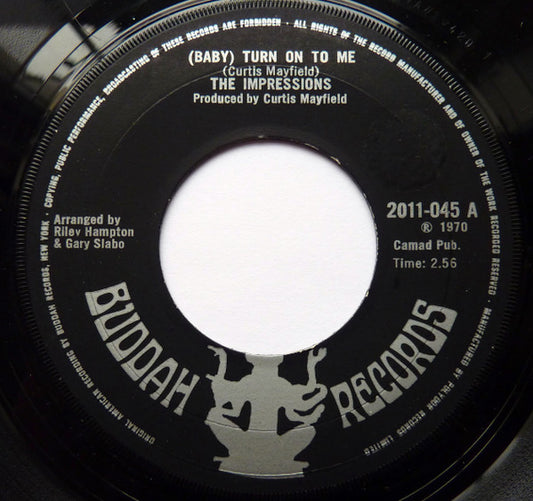 (BABY) TURN ON TO ME
(Curtis Mayfield)
THE IMPRESSIONS
Produced by Curtis Mayfield
Arranged by
Riley Hampton
& Gary Slabo
2011-045 A
℗ 1970
Camad Pub.
Time: 2.56
BUDDAH RECORDS
ORIGINAL AMERICAN RECORDING BY BUDDAH RECORDS, NEW YORK · COPYING, PUBLIC PERFORMANCE, BROADCASTING OF THESE RECORDS ARE FORBIDDEN · ALL RIGHTS OF THE RECORD MANUFACTURER AND OF THE OWNER OF THE WORK RECORDED RESERVED · MANUFACTURED BY POLYDOR RECORDS LIMITED